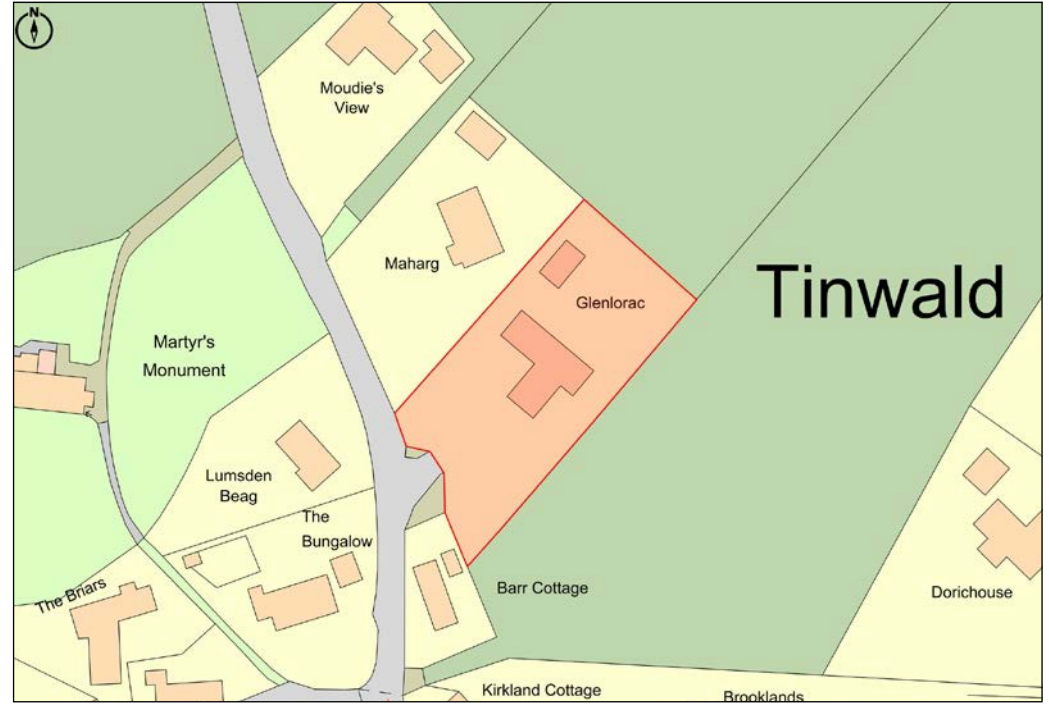 N
Moudie's
View
Maharg
Glenlorac
Tinwald
Martyr's
Monument
Lumsden
Beag
The
Bungalow
The Briars
Barr Cottage
Dorichouse
Kirkland Cottage
Brooklands